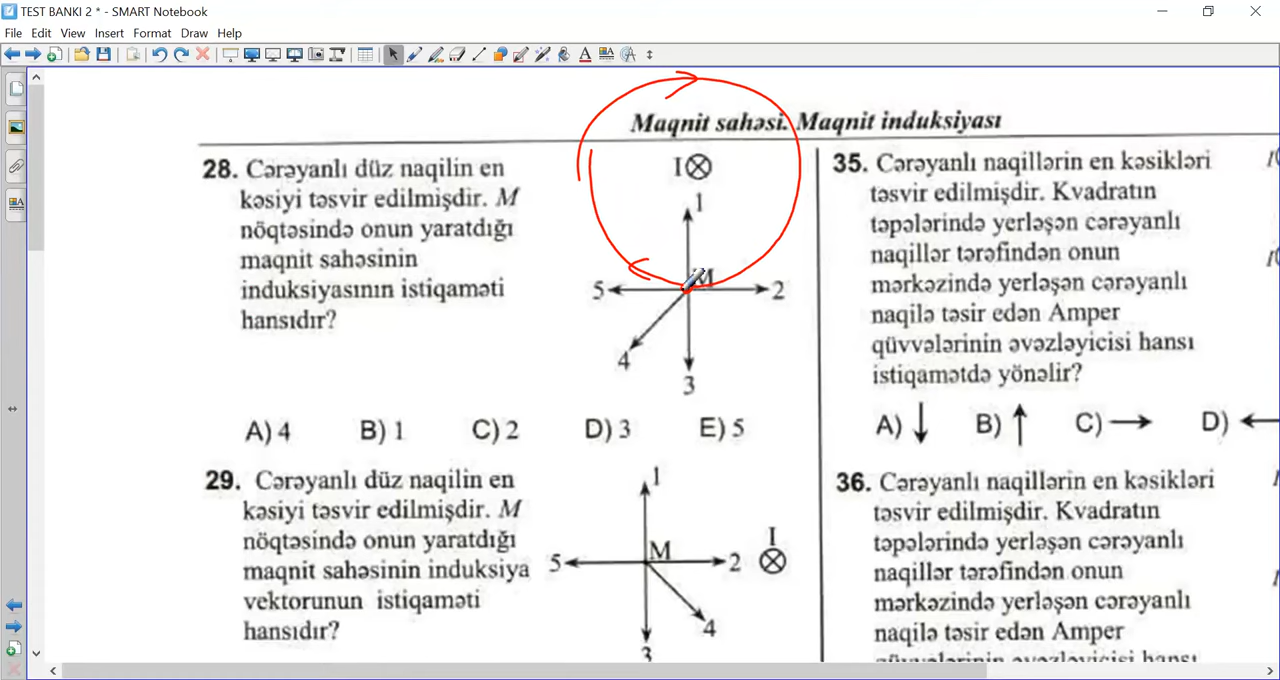 TEST BANKI 2 * - SMART Notebook
File Edit View Insert Format Draw Help
Maqnit sahəsi. Maqnit induksiyası
28. Cərəyanlı düz naqilin en
kəsiyi təsvir edilmişdir. M
nöqtəsində onun yaratdığı
maqnit sahəsinin
induksiyasının istiqaməti
hansıdır?
I
1
M
5
2
4
3
A) 4 B) 1 C) 2 D) 3 E) 5
29. Cərəyanlı düz naqilin en
kəsiyi təsvir edilmişdir. M
nöqtəsində onun yaratdığı
maqnit sahəsinin induksiya
vektorunun istiqaməti
hansıdır?
1
I
M
5
2
4
3
35. Cərəyanlı naqillərin en kəsikləri
təsvir edilmişdir. Kvadratın
təpələrində yerləşən cərəyanlı
naqillər tərəfindən onun
mərkəzində yerləşən cərəyanlı
naqilə təsir edən Amper
qüvvələrinin əvəzləyicisi hansı
istiqamətdə yönəlir?
A) ↓ B) ↑ C) → D) ←
36. Cərəyanlı naqillərin en kəsikləri
təsvir edilmişdir. Kvadratın
təpələrində yerləşən cərəyanlı
naqillər tərəfindən onun
mərkəzində yerləşən cərəyanlı
naqilə təsir edən Amper